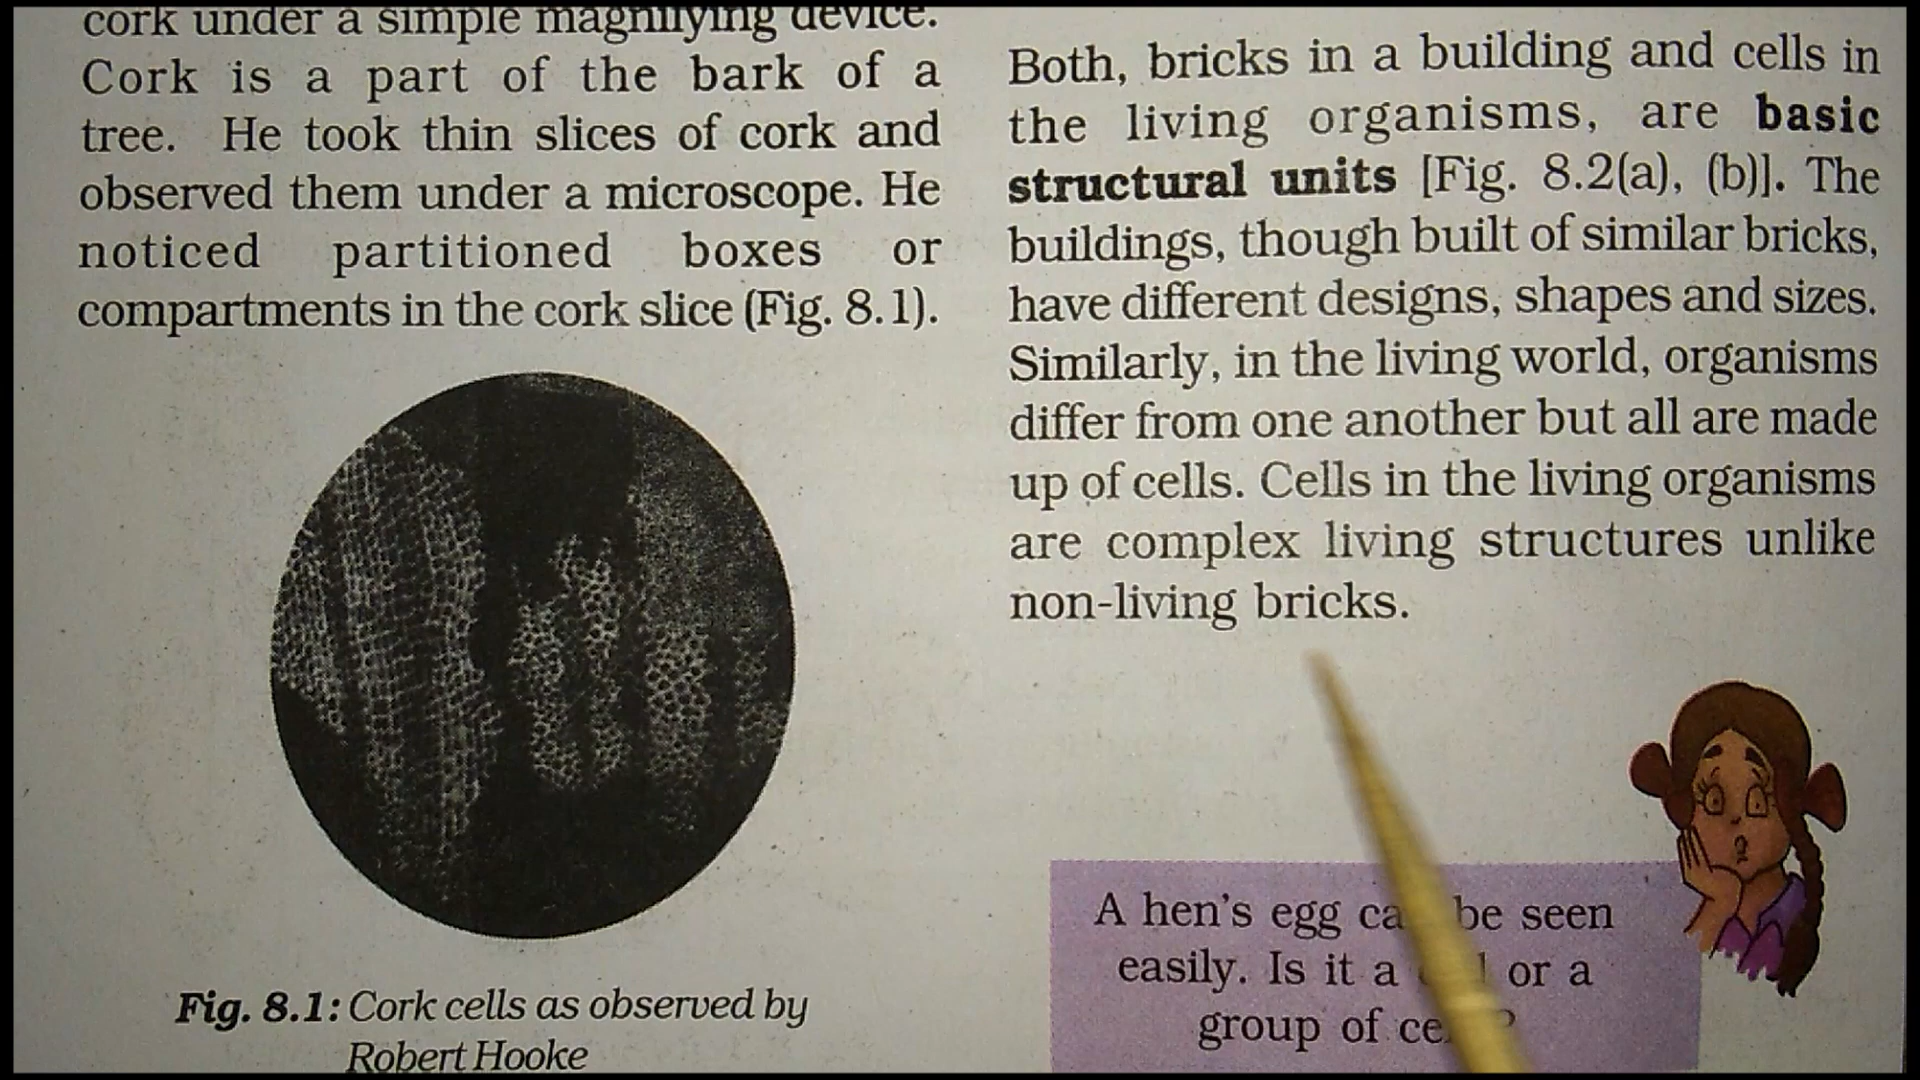 cork under a simple magnifying device.
Cork is a part of the bark of a
tree. He took thin slices of cork and
observed them under a microscope. He
noticed partitioned boxes or
compartments in the cork slice (Fig. 8.1).
Fig. 8.1: Cork cells as observed by
Robert Hooke
Both, bricks in a building and cells in
the living organisms, are basic
structural units [Fig. 8.2(a), (b)]. The
buildings, though built of similar bricks,
have different designs, shapes and sizes.
Similarly, in the living world, organisms
differ from one another but all are made
up of cells. Cells in the living organisms
are complex living structures unlike
non-living bricks.
A hen's egg be seen
easily. Is it a or a
group of